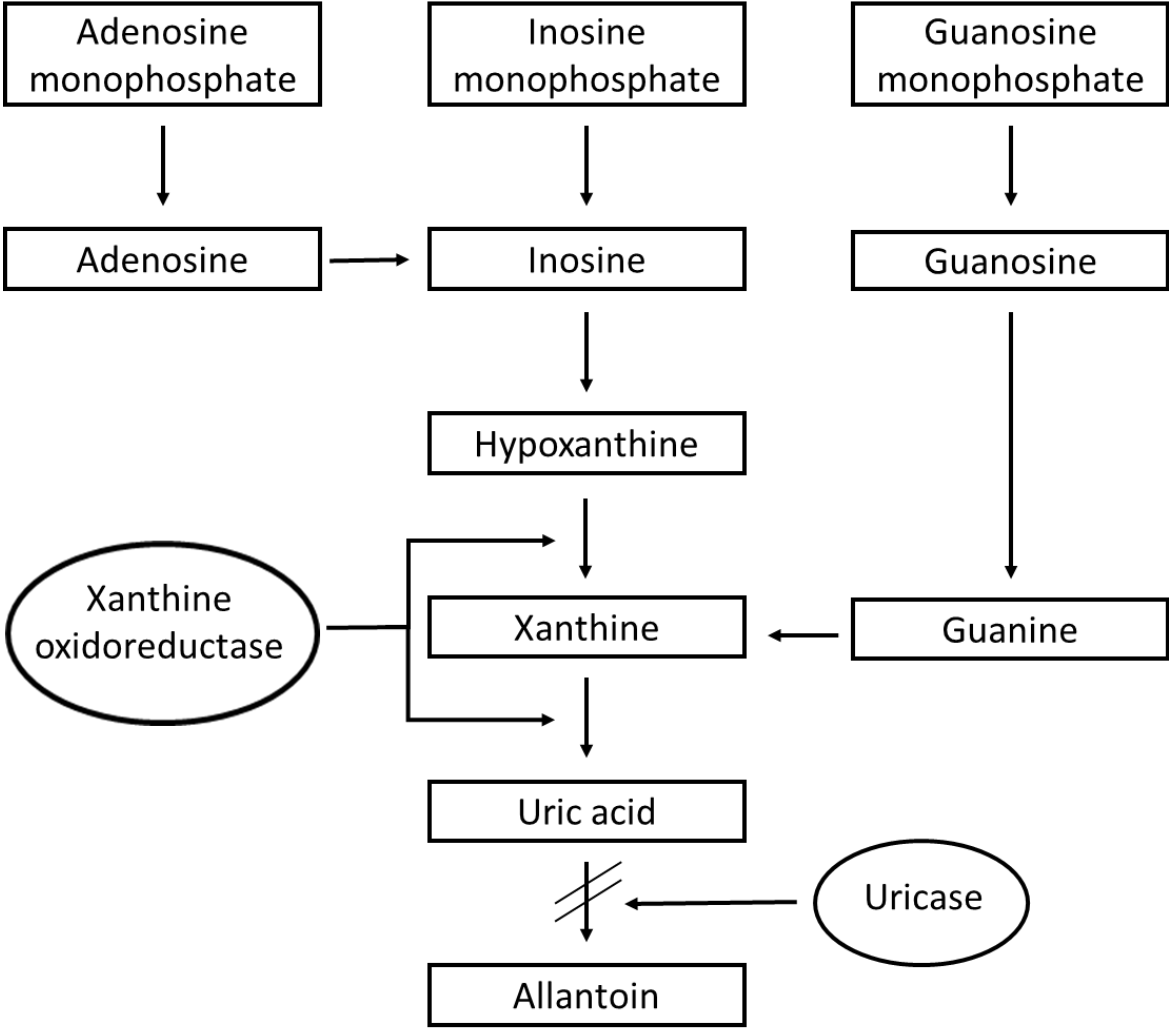 Adenosine
monophosphate
Inosine
monophosphate
Guanosine
monophosphate
Adenosine
Inosine
Guanosine
Hypoxanthine
Xanthine
oxidoreductase
Xanthine
Guanine
Uric acid
Uricase
Allantoin